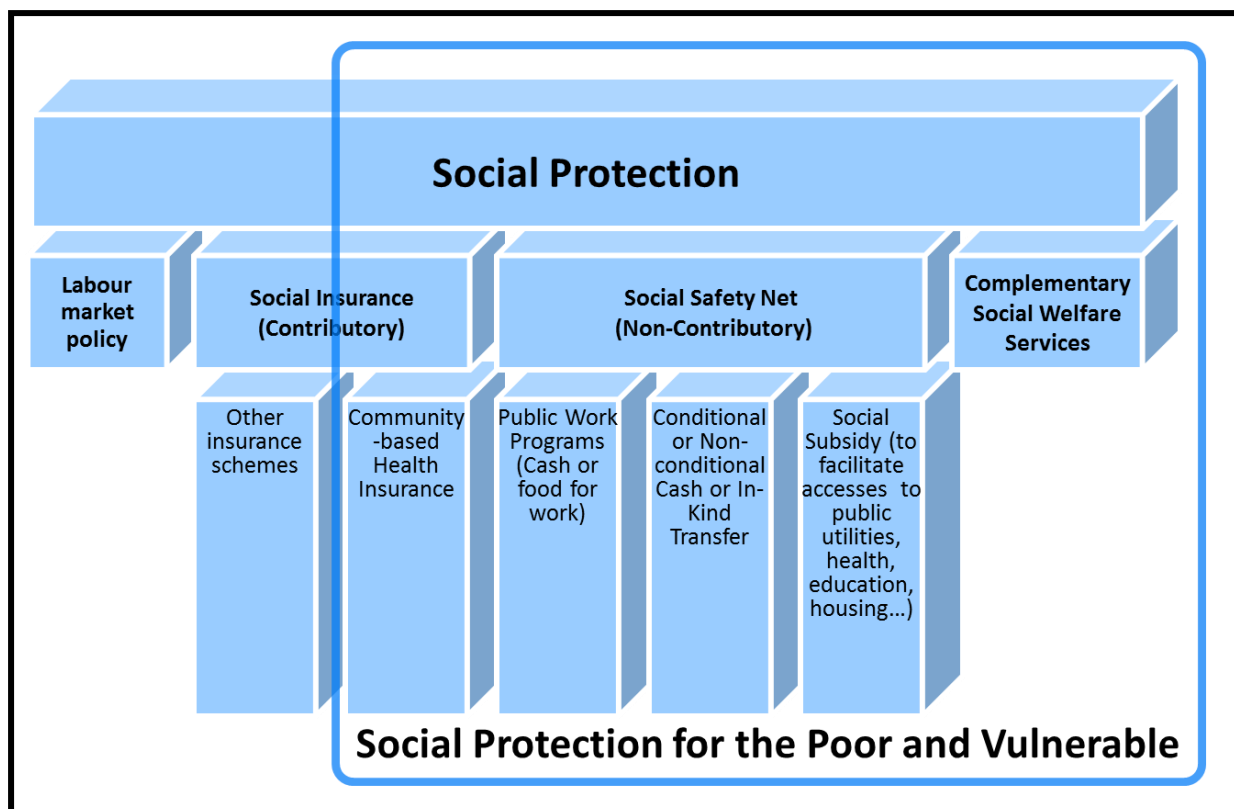 Social Protection
Labour
market
policy
Social Insurance
(Contributory)
Social Safety Net
(Non-Contributory)
Complementary
Social Welfare
Services
Other
insurance
schemes
Community
-based
Health
Insurance
Public Work
Programs
(Cash or
food for
work)
Conditional
or Non-
conditional
Cash or In-
Kind
Transfer
Social
Subsidy (to
facilitate
accesses to
public
utilities,
health,
education,
housing…)
Social Protection for the Poor and Vulnerable